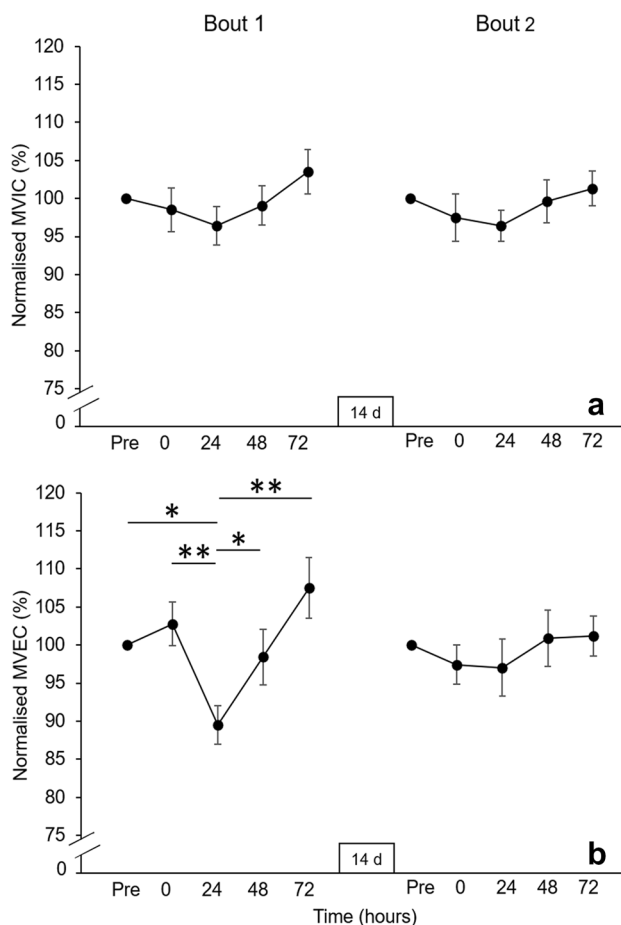 Bout 1 Bout 2
Normalised MVIC (%)
120
115
110
105
100
95
90
85
80
75
0
14 d
a
Pre 0 24 48 72 Pre 0 24 48 72
Normalised MVEC (%)
120
115
110
105
100
95
90
85
80
75
0
**
*
** *
14 d
b
Pre 0 24 48 72 Pre 0 24 48 72
Time (hours)